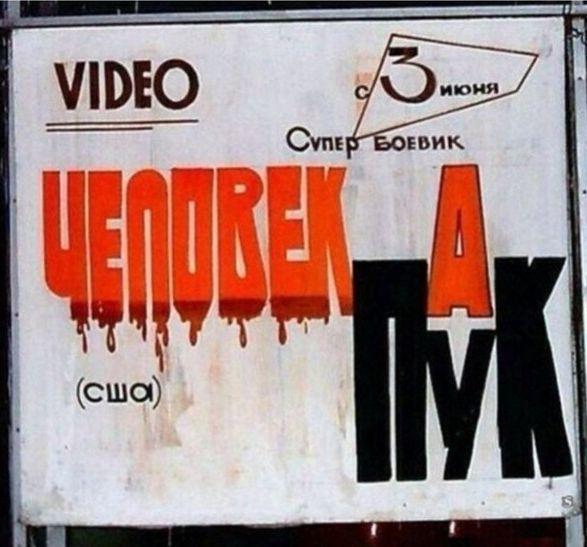 VIDEO
с 3 июня
Супер боевик
ЧЕЛОВЕК
А
ПУК
(США)